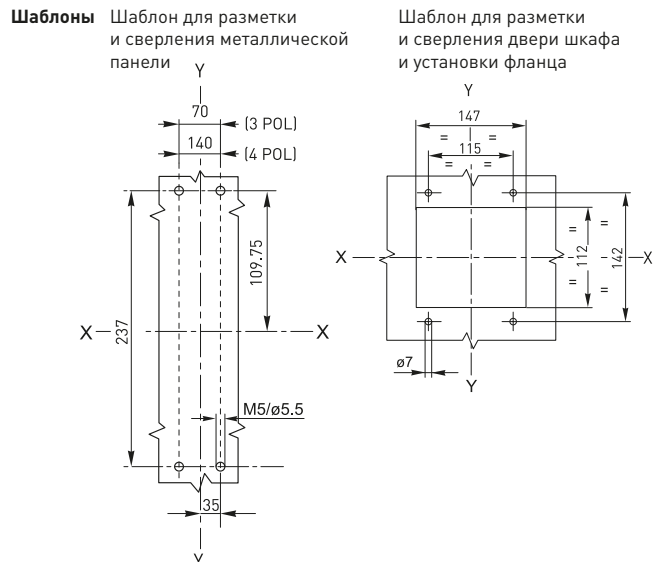 Шаблоны
Шаблон для разметки
и сверления металлической
панели
Y
70
(3 POL)
140
(4 POL)
109.75
237
X
X
M5/ø5.5
35
Y
Шаблон для разметки
и сверления двери шкафа
и установки фланца
Y
147
= =
115
= =
=
=
X
112
142
X
=
=
ø7
Y